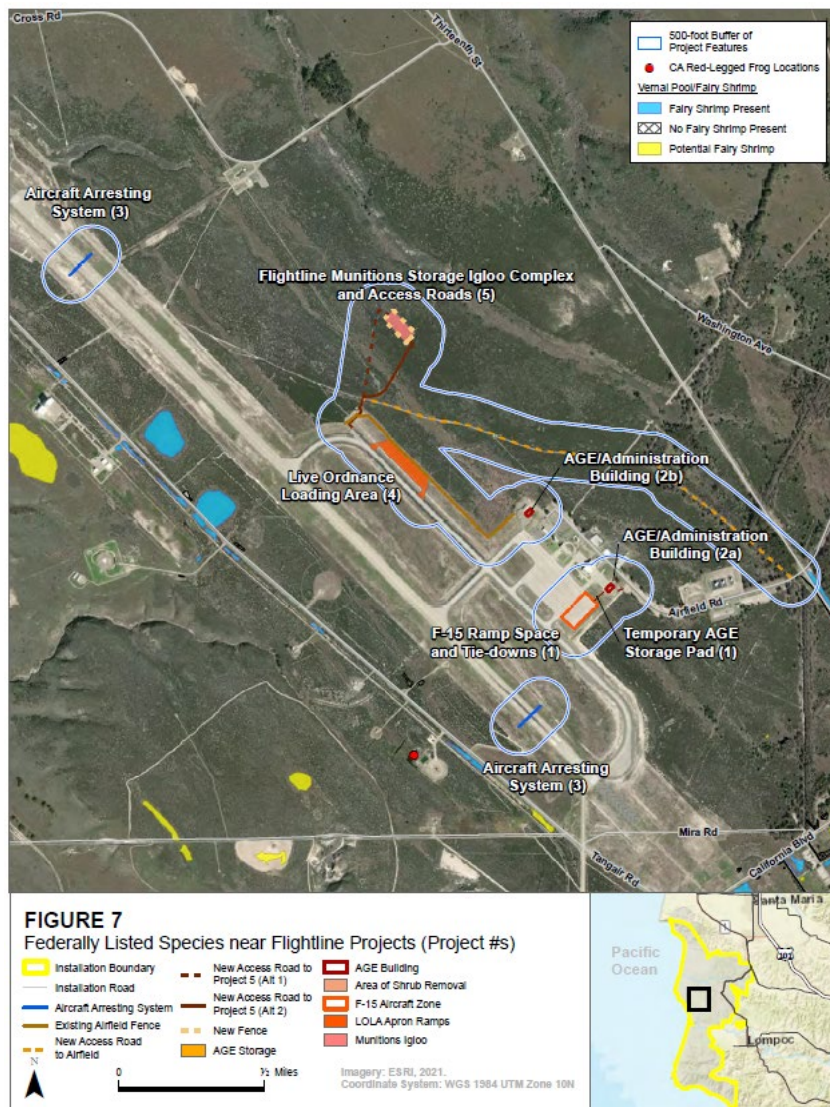 Cross Rd
Thirteenth St
500-foot Buffer of
Project Features
CA Red-Legged Frog Locations
Vernal Pool/Fairy Shrimp
Fairy Shrimp Present
No Fairy Shrimp Present
Potential Fairy Shrimp
Aircraft Arresting
System (3)
Flightline Munitions Storage Igloo Complex
and Access Roads (5)
Washington Ave
Live Ordnance
Loading Area (4)
AGE/Administration
Building (2b)
AGE/Administration
Building (2a)
Airfield Rd
F-15 Ramp Space
and Tie-downs (1)
Temporary AGE
Storage Pad (1)
Aircraft Arresting
System (3)
Mira Rd
California Blvd
Tangair Rd
FIGURE 7
Federally Listed Species near Flightline Projects (Project #s)
Installation Boundary
Installation Road
Aircraft Arresting System
Existing Airfield Fence
New Access Road
to Airfield
New Access Road to
Project 5 (Alt 1)
New Access Road to
Project 5 (Alt 2)
New Fence
AGE Storage
AGE Building
Area of Shrub Removal
F-15 Aircraft Zone
LOLA Apron Ramps
Munitions Igloo
N
0
½ Miles
Imagery: ESRI, 2021.
Coordinate System: WGS 1984 UTM Zone 10N
Pacific
Ocean
1
Santa Maria
101
Lompoc